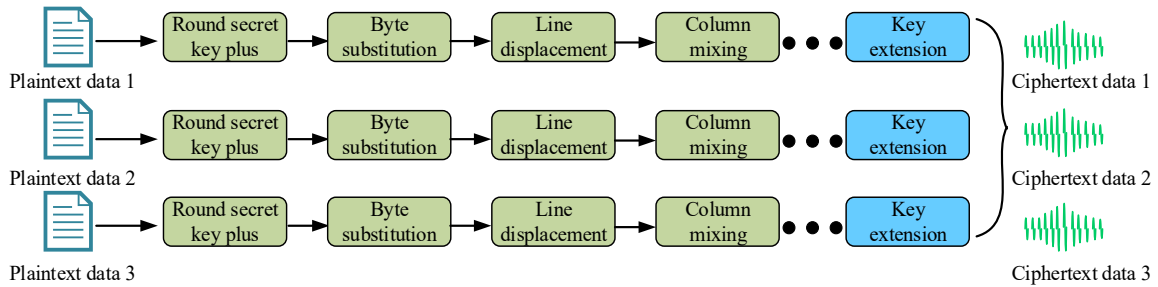 Round secret
key plus
Byte
substitution
Line
displacement
Column
mixing
Key
extension
Plaintext data 1
Ciphertext data 1
Round secret
key plus
Byte
substitution
Line
displacement
Column
mixing
Key
extension
Plaintext data 2
Ciphertext data 2
Round secret
key plus
Byte
substitution
Line
displacement
Column
mixing
Key
extension
Plaintext data 3
Ciphertext data 3